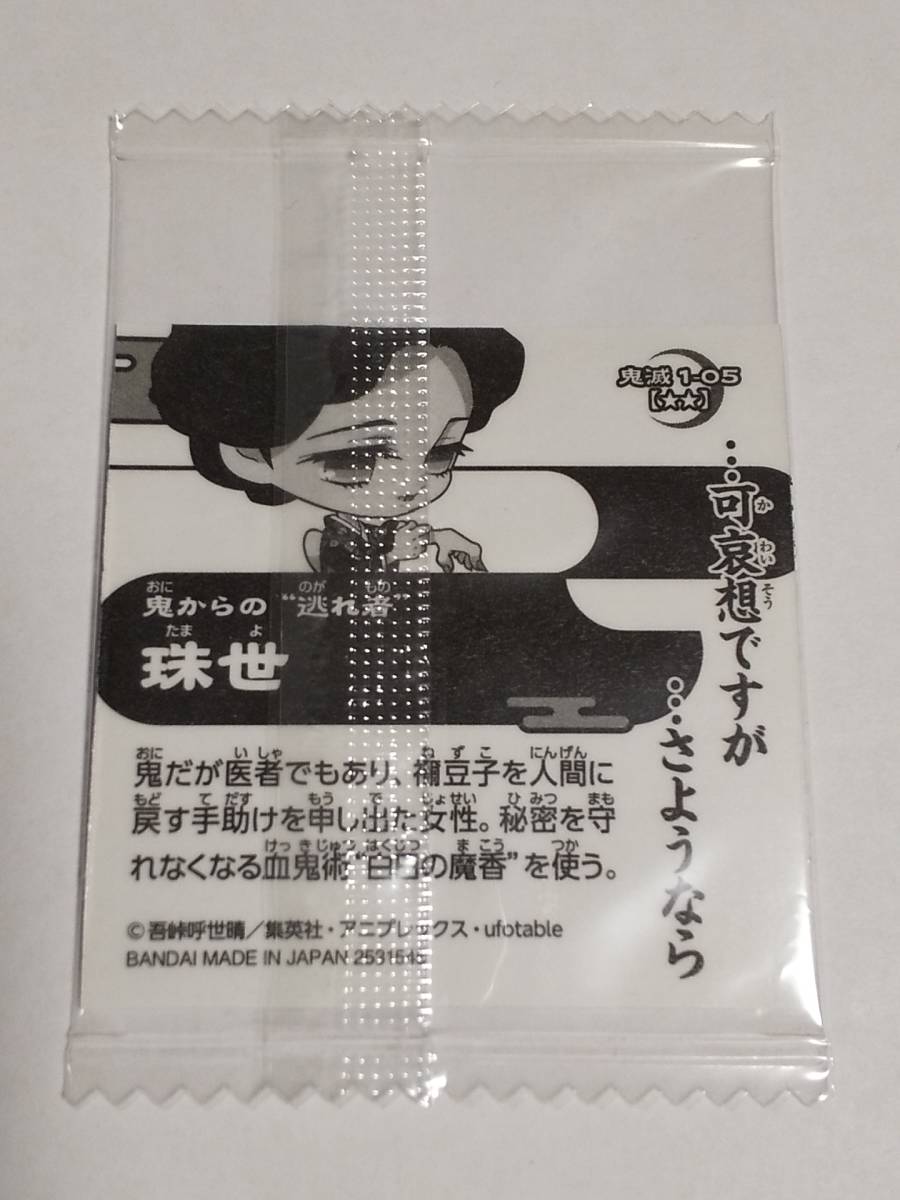 鬼滅 1-05
[★★]
…可哀想ですが
…さようなら
鬼からの“逃れ者”
珠世
鬼だが医者でもあり、禰豆子を人間に
戻す手助けを申し出た女性。秘密を守
れなくなる血鬼術“白日の魔香”を使う。
©吾峠呼世晴／集英社・アニプレックス・ufotable
BANDAI MADE IN JAPAN 2531545